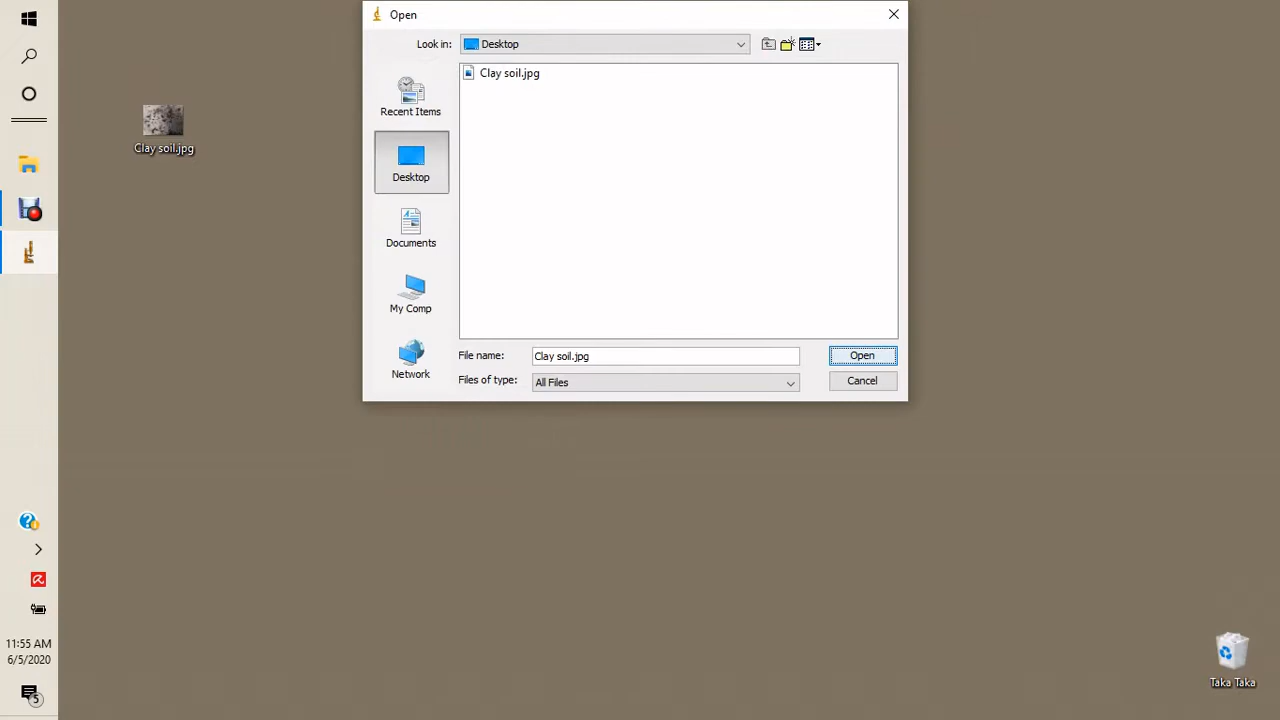 Open
Look in:
Desktop
Clay soil.jpg
Recent Items
Desktop
Documents
My Comp
Network
File name:
Clay soil.jpg
Open
Files of type:
All Files
Cancel
Clay soil.jpg
11:55 AM
6/5/2020
5
Taka Taka